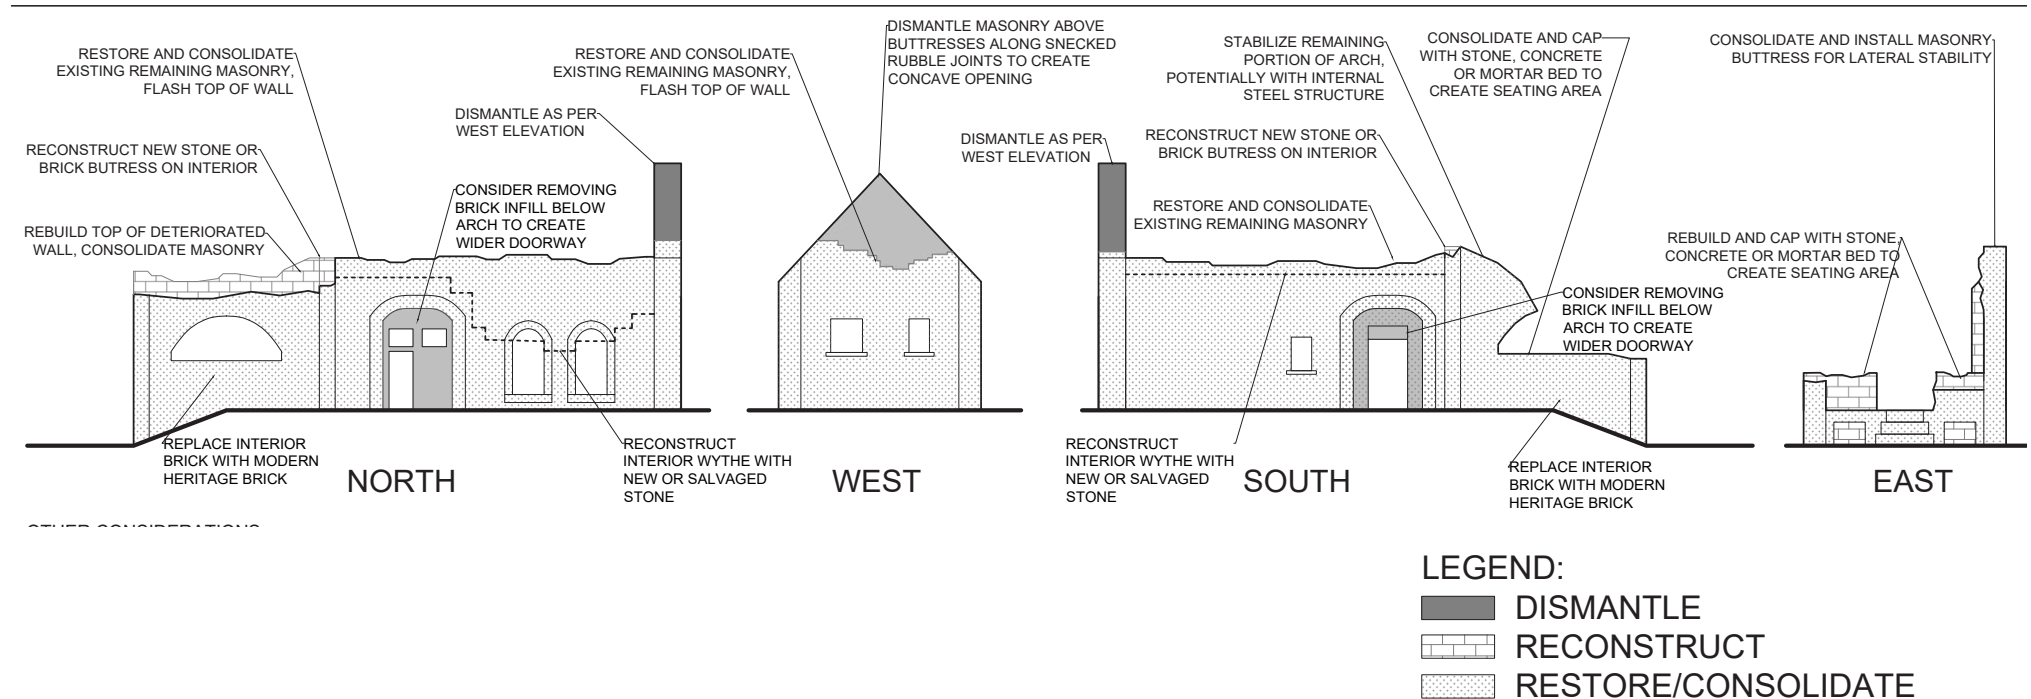 RESTORE AND CONSOLIDATE
EXISTING REMAINING MASONRY,
FLASH TOP OF WALL
RECONSTRUCT NEW STONE OR
BRICK BUTRESS ON INTERIOR
REBUILD TOP OF DETERIORATED
WALL, CONSOLIDATE MASONRY
DISMANTLE AS PER
WEST ELEVATION
CONSIDER REMOVING
BRICK INFILL BELOW
ARCH TO CREATE
WIDER DOORWAY
REPLACE INTERIOR
BRICK WITH MODERN
HERITAGE BRICK
NORTH
RECONSTRUCT
INTERIOR WYTHE WITH
NEW OR SALVAGED
STONE
RESTORE AND CONSOLIDATE
EXISTING REMAINING MASONRY,
FLASH TOP OF WALL
DISMANTLE MASONRY ABOVE
BUTTRESSES ALONG SNECKED
RUBBLE JOINTS TO CREATE
CONCAVE OPENING
WEST
DISMANTLE AS PER
WEST ELEVATION
STABILIZE REMAINING
PORTION OF ARCH,
POTENTIALLY WITH INTERNAL
STEEL STRUCTURE
RECONSTRUCT NEW STONE OR
BRICK BUTRESS ON INTERIOR
RESTORE AND CONSOLIDATE
EXISTING REMAINING MASONRY
CONSOLIDATE AND CAP
WITH STONE, CONCRETE
OR MORTAR BED TO
CREATE SEATING AREA
CONSIDER REMOVING
BRICK INFILL BELOW
ARCH TO CREATE
WIDER DOORWAY
RECONSTRUCT
INTERIOR WYTHE WITH
NEW OR SALVAGED
STONE
SOUTH
REPLACE INTERIOR
BRICK WITH MODERN
HERITAGE BRICK
CONSOLIDATE AND INSTALL MASONRY
BUTTRESS FOR LATERAL STABILITY
REBUILD AND CAP WITH STONE,
CONCRETE OR MORTAR BED TO
CREATE SEATING AREA
EAST
OTHER CONSIDERATIONS
LEGEND:
DISMANTLE
RECONSTRUCT
RESTORE/CONSOLIDATE